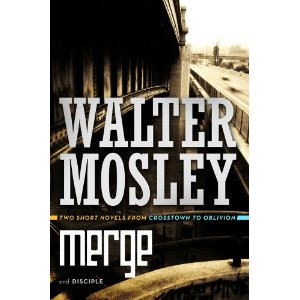 WALTER
MOSLEY
TWO SHORT NOVELS FROM CROSSTOWN TO OBLIVION
merge
and DISCIPLE